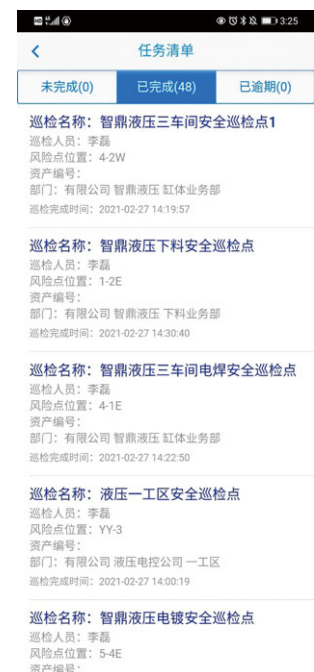 3:25
任务清单
未完成(0) 已完成(48) 已逾期(0)
巡检名称：智鼎液压三车间安全巡检点1
巡检人员：李磊
风险点位置：4-2W
资产编号：
部门：有限公司 智鼎液压 缸体业务部
巡检完成时间：2021-02-27 14:19:57
巡检名称：智鼎液压下料安全巡检点
巡检人员：李磊
风险点位置：1-2E
资产编号：
部门：有限公司 智鼎液压 下料业务部
巡检完成时间：2021-02-27 14:30:40
巡检名称：智鼎液压三车间电焊安全巡检点
巡检人员：李磊
风险点位置：4-1E
资产编号：
部门：有限公司 智鼎液压 缸体业务部
巡检完成时间：2021-02-27 14:22:50
巡检名称：液压一工区安全巡检点
巡检人员：李磊
风险点位置：YY-3
资产编号：
部门：有限公司 液压电控公司 一工区
巡检完成时间：2021-02-27 14:00:19
巡检名称：智鼎液压电镀安全巡检点
巡检人员：李磊
风险点位置：5-4E
资产编号：